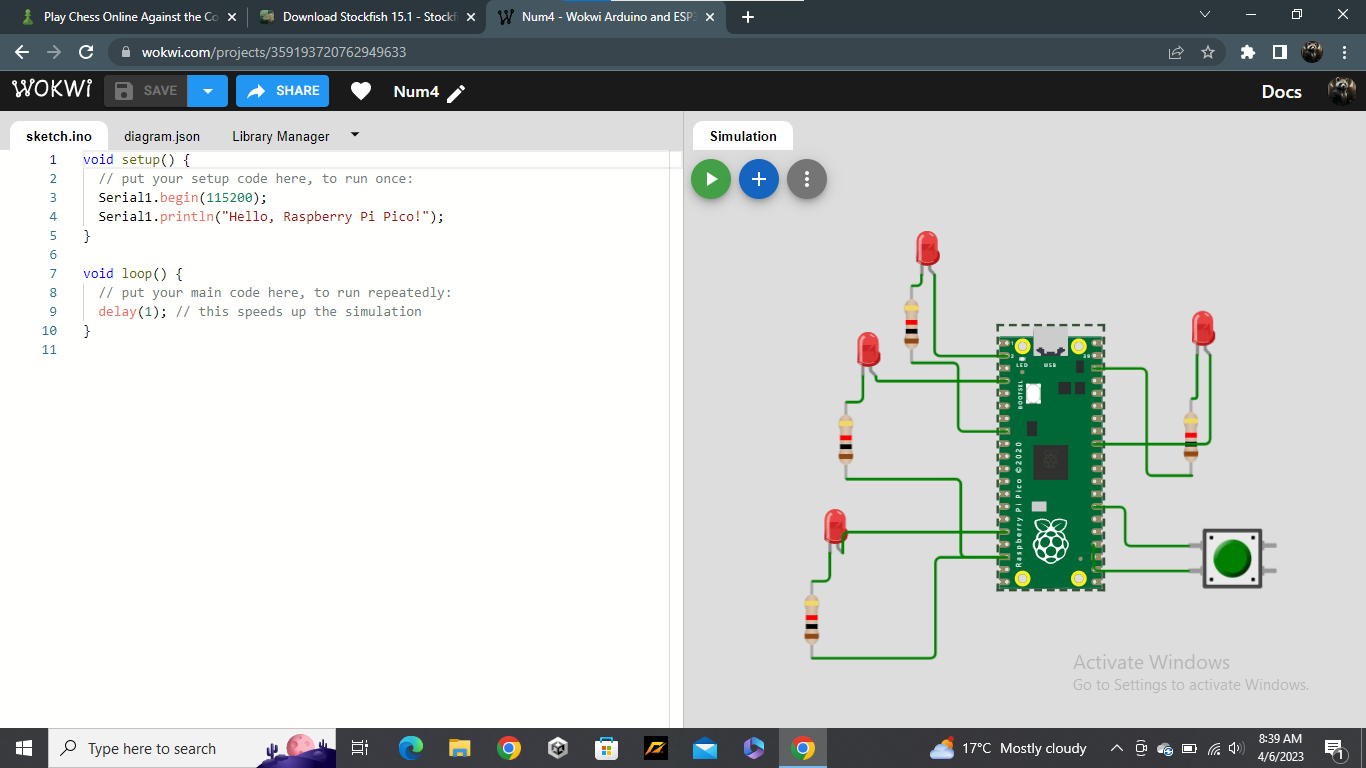 Play Chess Online Against the Co
Download Stockfish 15.1 - Stockf
Num4 - Wokwi Arduino and ESP3
wokwi.com/projects/359193720762949633
WOKWI
SAVE
SHARE
Num4
Docs
sketch.ino
diagram.json
Library Manager
Simulation
1 void setup() {
2 // put your setup code here, to run once:
3 Serial1.begin(115200);
4 Serial1.println("Hello, Raspberry Pi Pico!");
5 }
6
7 void loop() {
8 // put your main code here, to run repeatedly:
9 delay(1); // this speeds up the simulation
10 }
11
LED
USB
BOOTSEL
Raspberry Pi Pico ©2020
1
2
39
Activate Windows
Go to Settings to activate Windows.
Type here to search
17°C Mostly cloudy
8:39 AM
4/6/2023
1